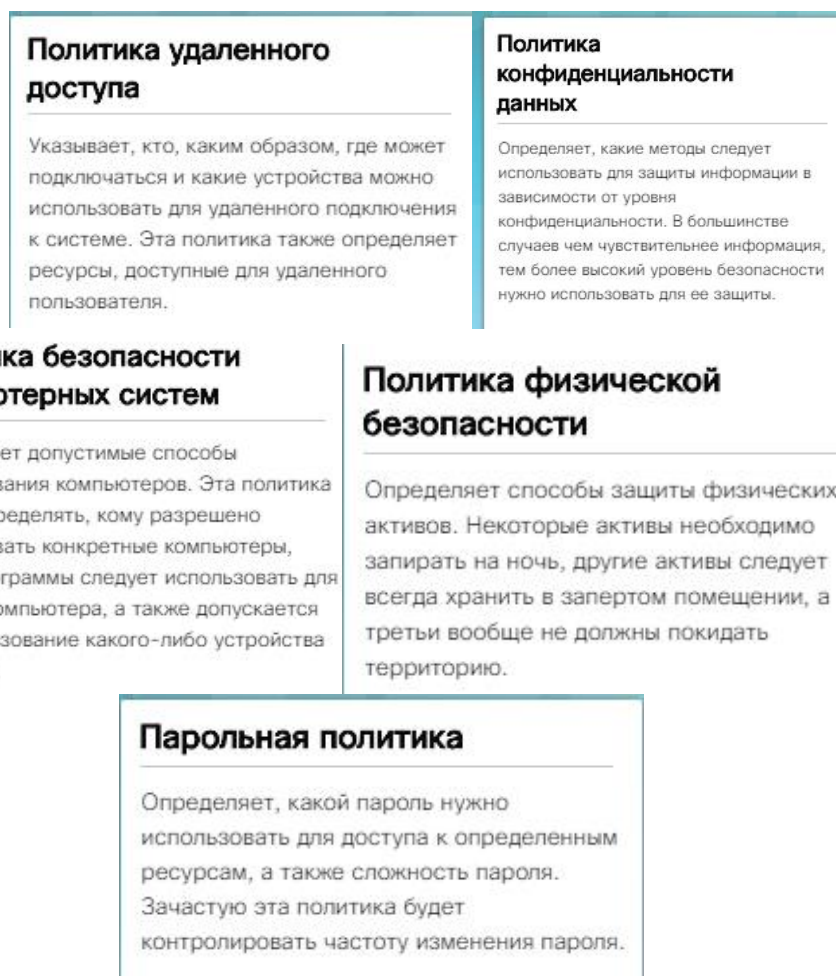 Политика удаленного
доступа
Указывает, кто, каким образом, где может
подключаться и какие устройства можно
использовать для удаленного подключения
к системе. Эта политика также определяет
ресурсы, доступные для удаленного
пользователя.
Политика
конфиденциальности
данных
Определяет, какие методы следует
использовать для защиты информации в
зависимости от уровня
конфиденциальности. В большинстве
случаев чем чувствительнее информация,
тем более высокий уровень безопасности
нужно использовать для ее защиты.
безопасности
систем
допустимые способы
компьютеров. Эта политика
кому разрешено
конкретные компьютеры,
следует использовать для
а также допускается
какого-либо устройства
Политика физической
безопасности
Определяет способы защиты физических
активов. Некоторые активы необходимо
запирать на ночь, другие активы следует
всегда хранить в запертом помещении, а
третьи вообще не должны покидать
территорию.
Парольная политика
Определяет, какой пароль нужно
использовать для доступа к определенным
ресурсам, а также сложность пароля.
Зачастую эта политика будет
контролировать частоту изменения пароля.